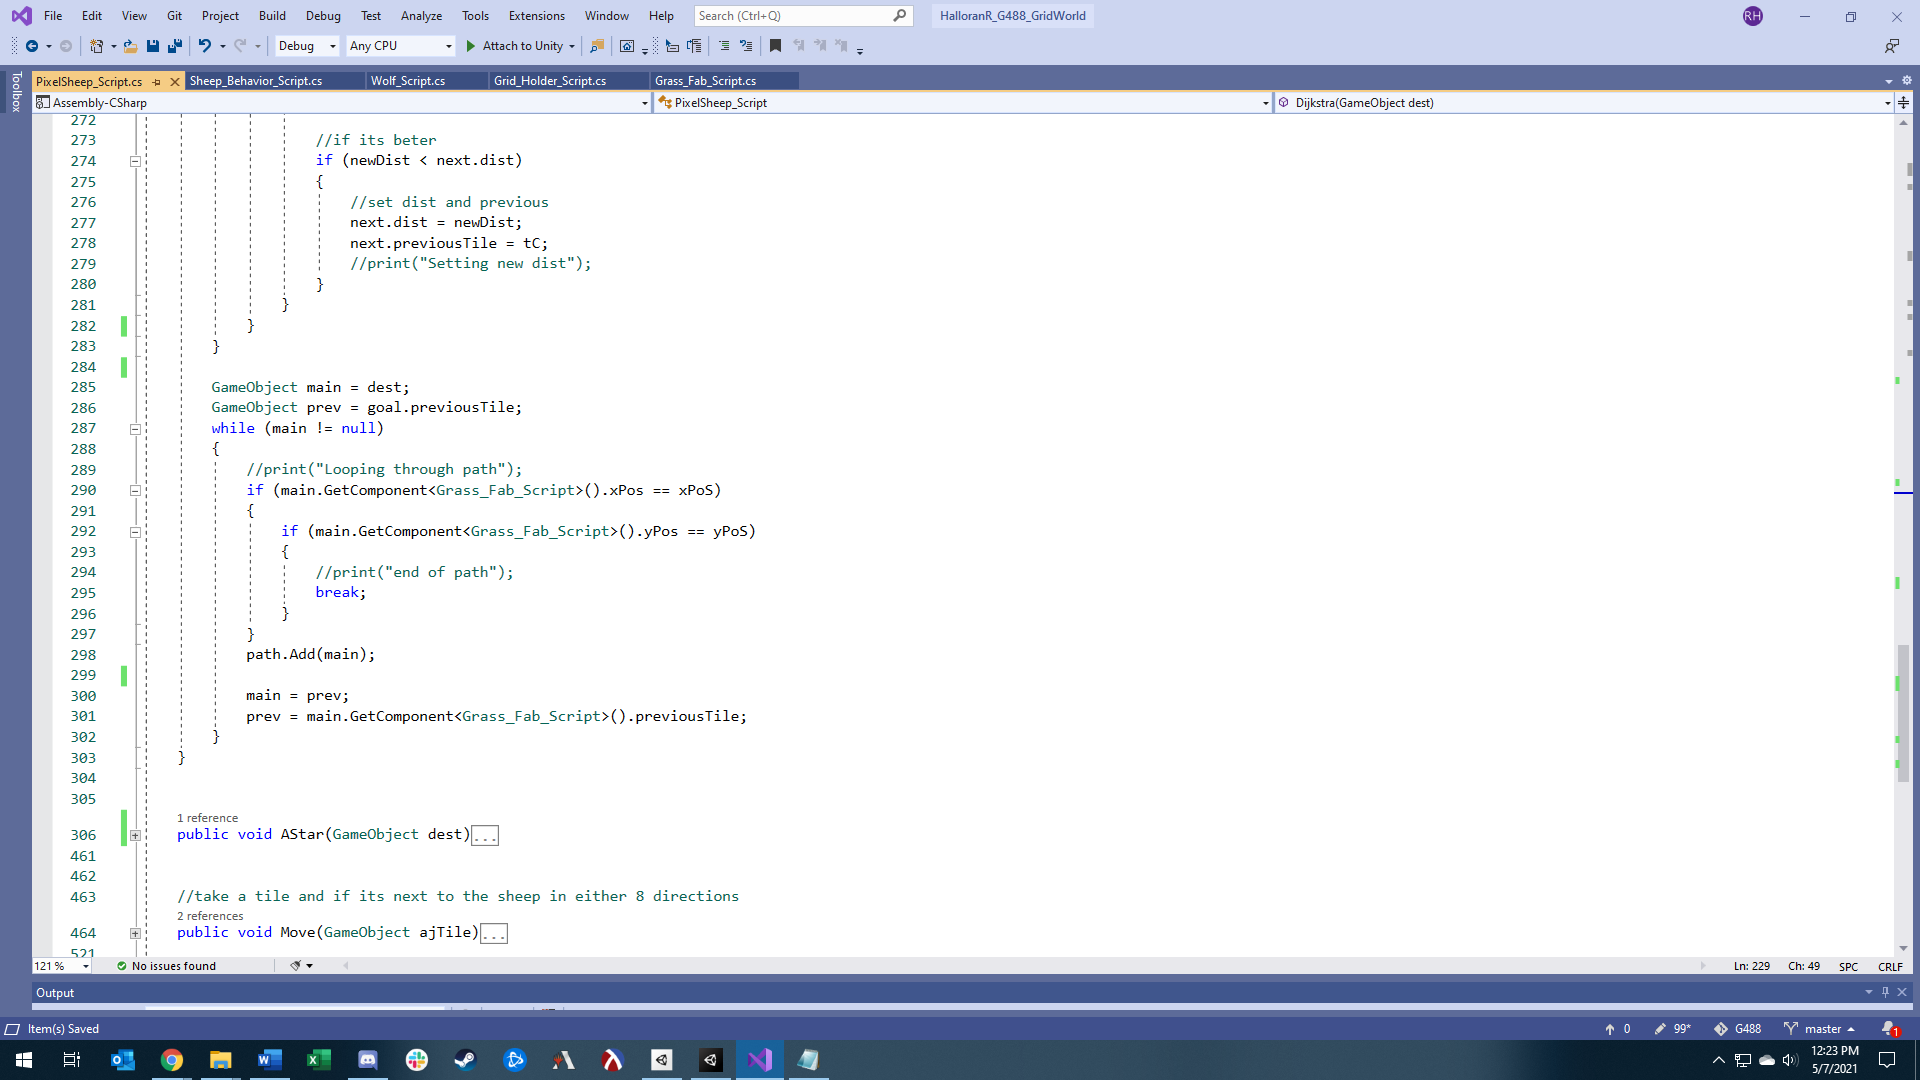 File Edit View Git Project Build Debug Test Analyze Tools Extensions Window Help Search (Ctrl+Q) HalloranR_G488_GridWorld RH
Debug Any CPU Attach to Unity
Toolbox
PixelSheep_Script.cs Sheep_Behavior_Script.cs Wolf_Script.cs Grid_Holder_Script.cs Grass_Fab_Script.cs
Assembly-CSharp PixelSheep_Script Dijkstra(GameObject dest)
272
273 //if its beter
274 if (newDist < next.dist)
275 {
276 //set dist and previous
277 next.dist = newDist;
278 next.previousTile = tC;
279 //print("Setting new dist");
280 }
281 }
282 }
283 }
284
285 GameObject main = dest;
286 GameObject prev = goal.previousTile;
287 while (main != null)
288 {
289 //print("Looping through path");
290 if (main.GetComponent<Grass_Fab_Script>().xPos == xPoS)
291 {
292 if (main.GetComponent<Grass_Fab_Script>().yPos == yPoS)
293 {
294 //print("end of path");
295 break;
296 }
297 }
298 path.Add(main);
299
300 main = prev;
301 prev = main.GetComponent<Grass_Fab_Script>().previousTile;
302 }
303 }
304
305
1 reference
306 public void AStar(GameObject dest)...
461
462
463 //take a tile and if its next to the sheep in either 8 directions
2 references
464 public void Move(GameObject ajTile)...
521
121 % No issues found Ln: 229 Ch: 49 SPC CRLF
Output
Item(s) Saved 0 99* G488 master 1
12:23 PM
5/7/2021